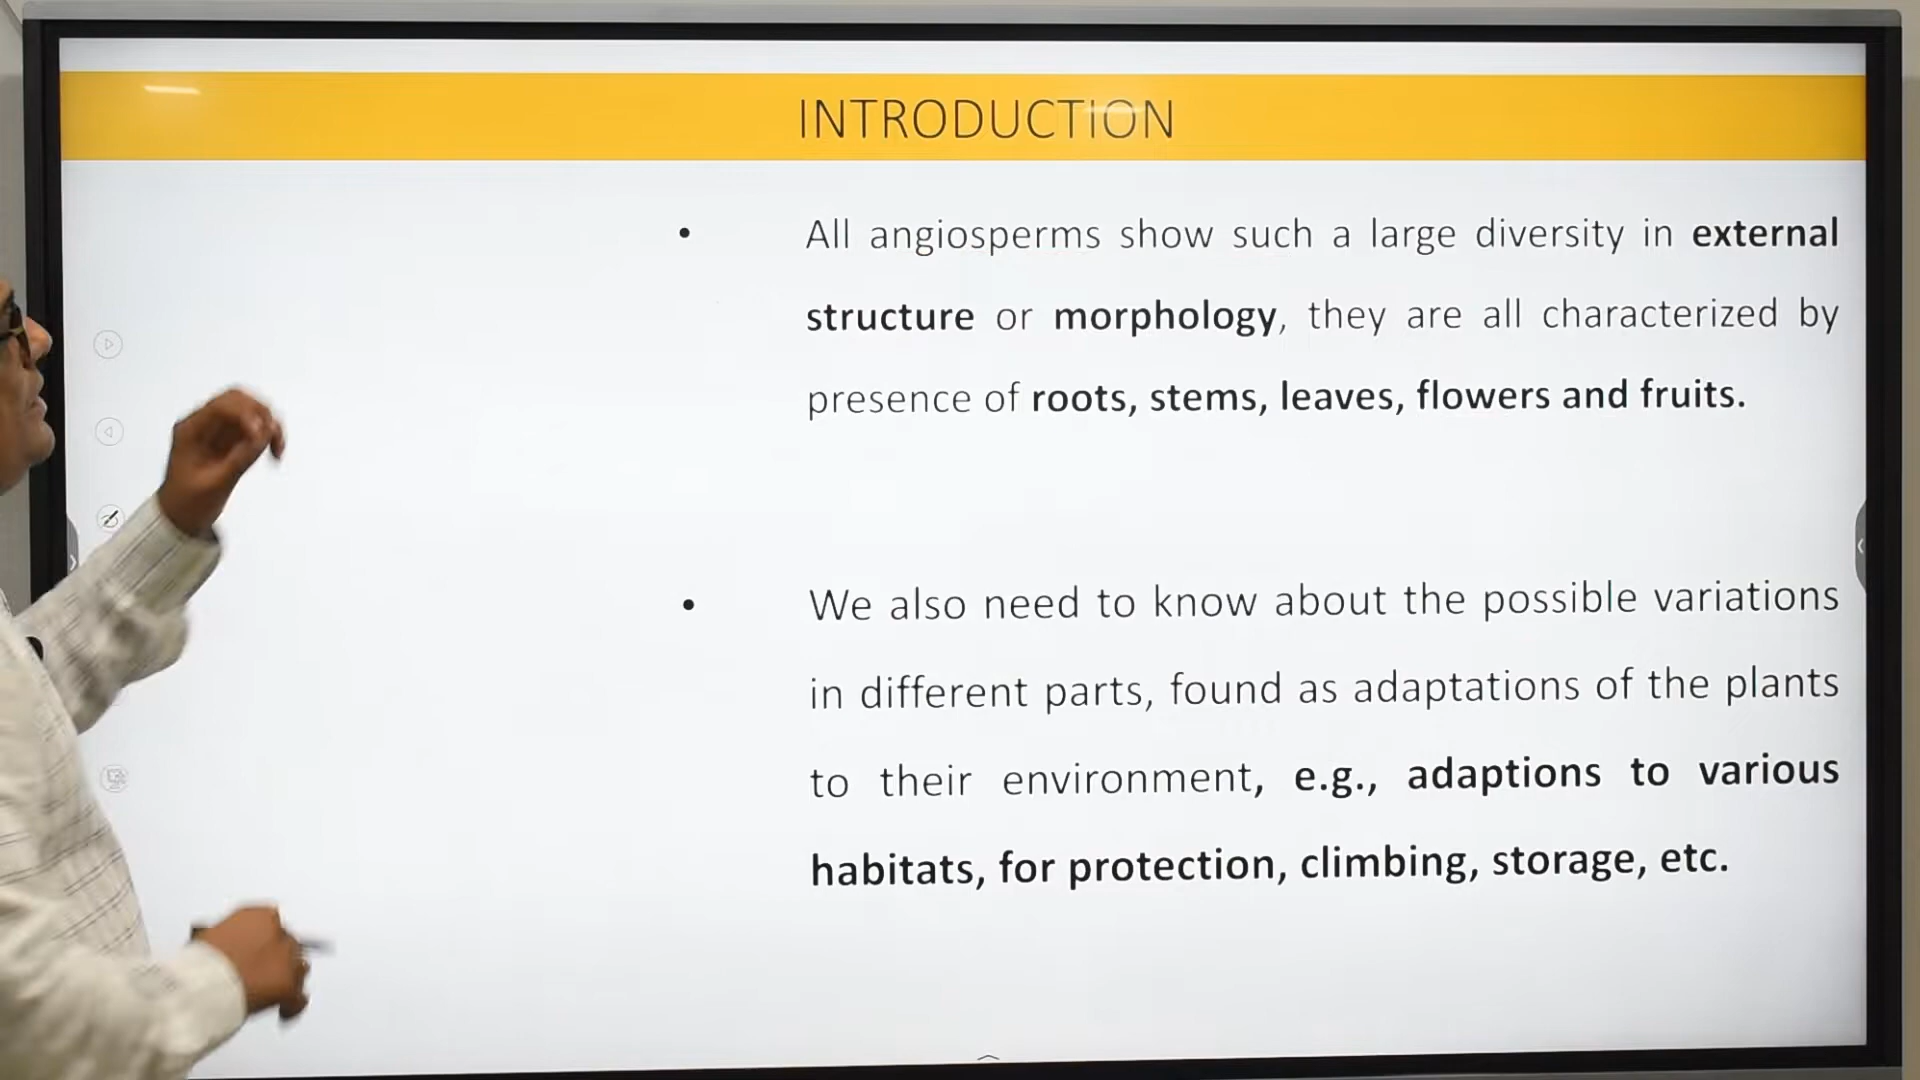 INTRODUCTION
• All angiosperms show such a large diversity in external
structure or morphology, they are all characterized by
presence of roots, stems, leaves, flowers and fruits.
• We also need to know about the possible variations
in different parts, found as adaptations of the plants
to their environment, e.g., adaptions to various
habitats, for protection, climbing, storage, etc.